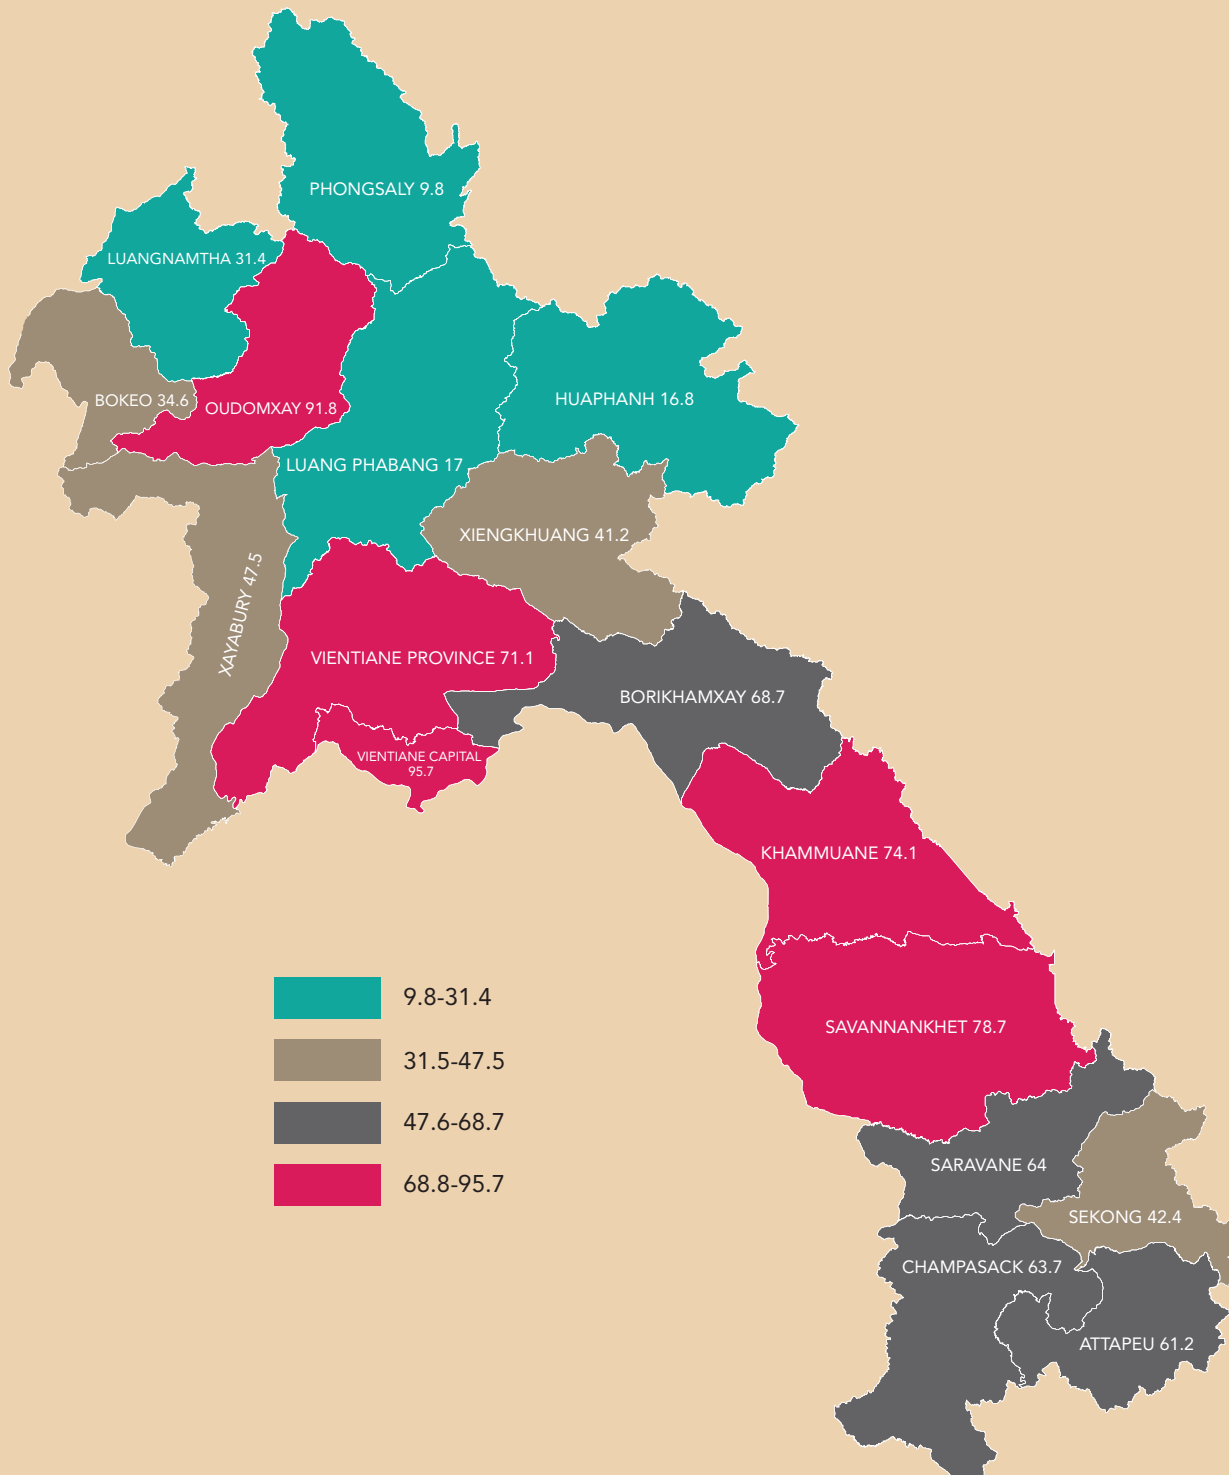 PHONGSALY 9.8
LUANGNAMTHA 31.4
BOKEO 34.6
OUDOMXAY 91.8
HUAPHANH 16.8
LUANG PHABANG 17
XIENGKHUANG 41.2
XAYABURY 47.5
VIENTIANE PROVINCE 71.1
BORIKHAMXAY 68.7
VIENTIANE CAPITAL
95.7
KHAMMUANE 74.1
SAVANNANKHET 78.7
SARAVANE 64
SEKONG 42.4
CHAMPASACK 63.7
ATTAPEU 61.2
9.8-31.4
31.5-47.5
47.6-68.7
68.8-95.7